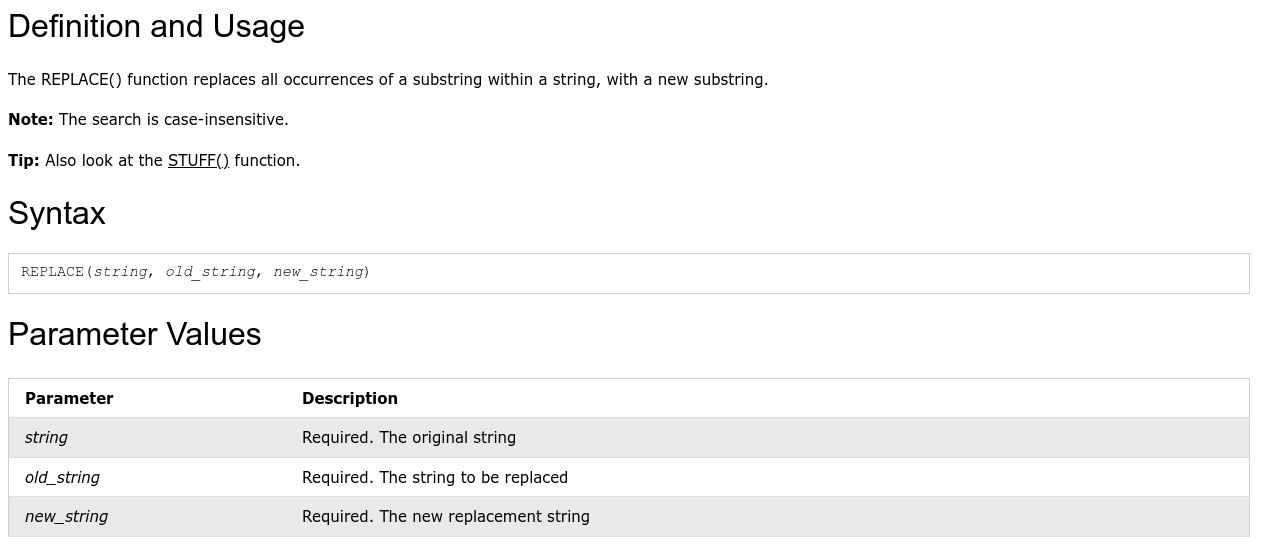 Definition and Usage
The REPLACE() function replaces all occurrences of a substring within a string, with a new substring.
Note: The search is case-insensitive.
Tip: Also look at the STUFF() function.
Syntax
REPLACE(string, old_string, new_string)
Parameter Values
Parameter Description
string Required. The original string
old_string Required. The string to be replaced
new_string Required. The new replacement string